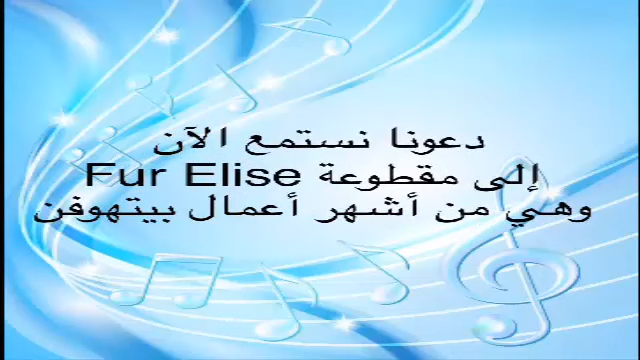 دعونا نستمع الآن
إلى مقطوعة Fur Elise
وهي من أشهر أعمال بيتهوفن